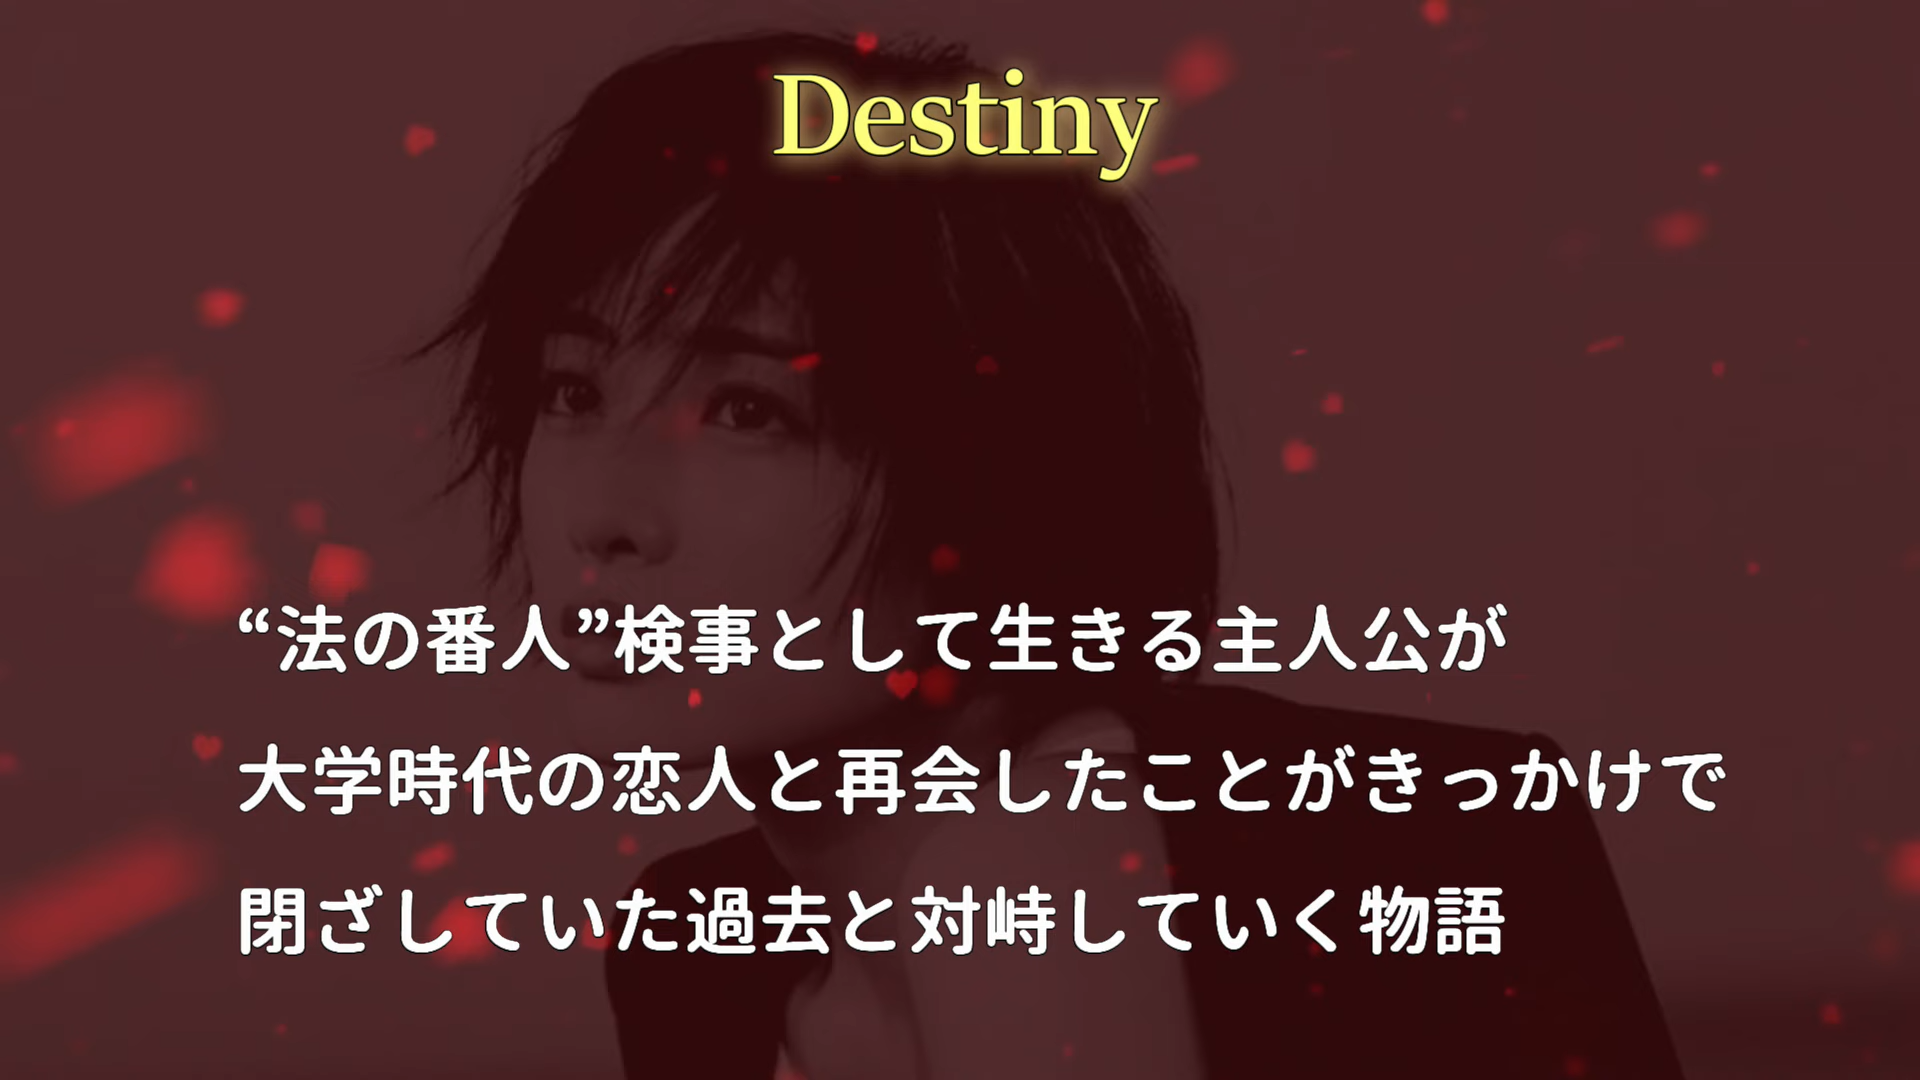 Destiny
“法の番人”検事として生きる主人公が
大学時代の恋人と再会したことがきっかけで
閉ざしていた過去と対峙していく物語